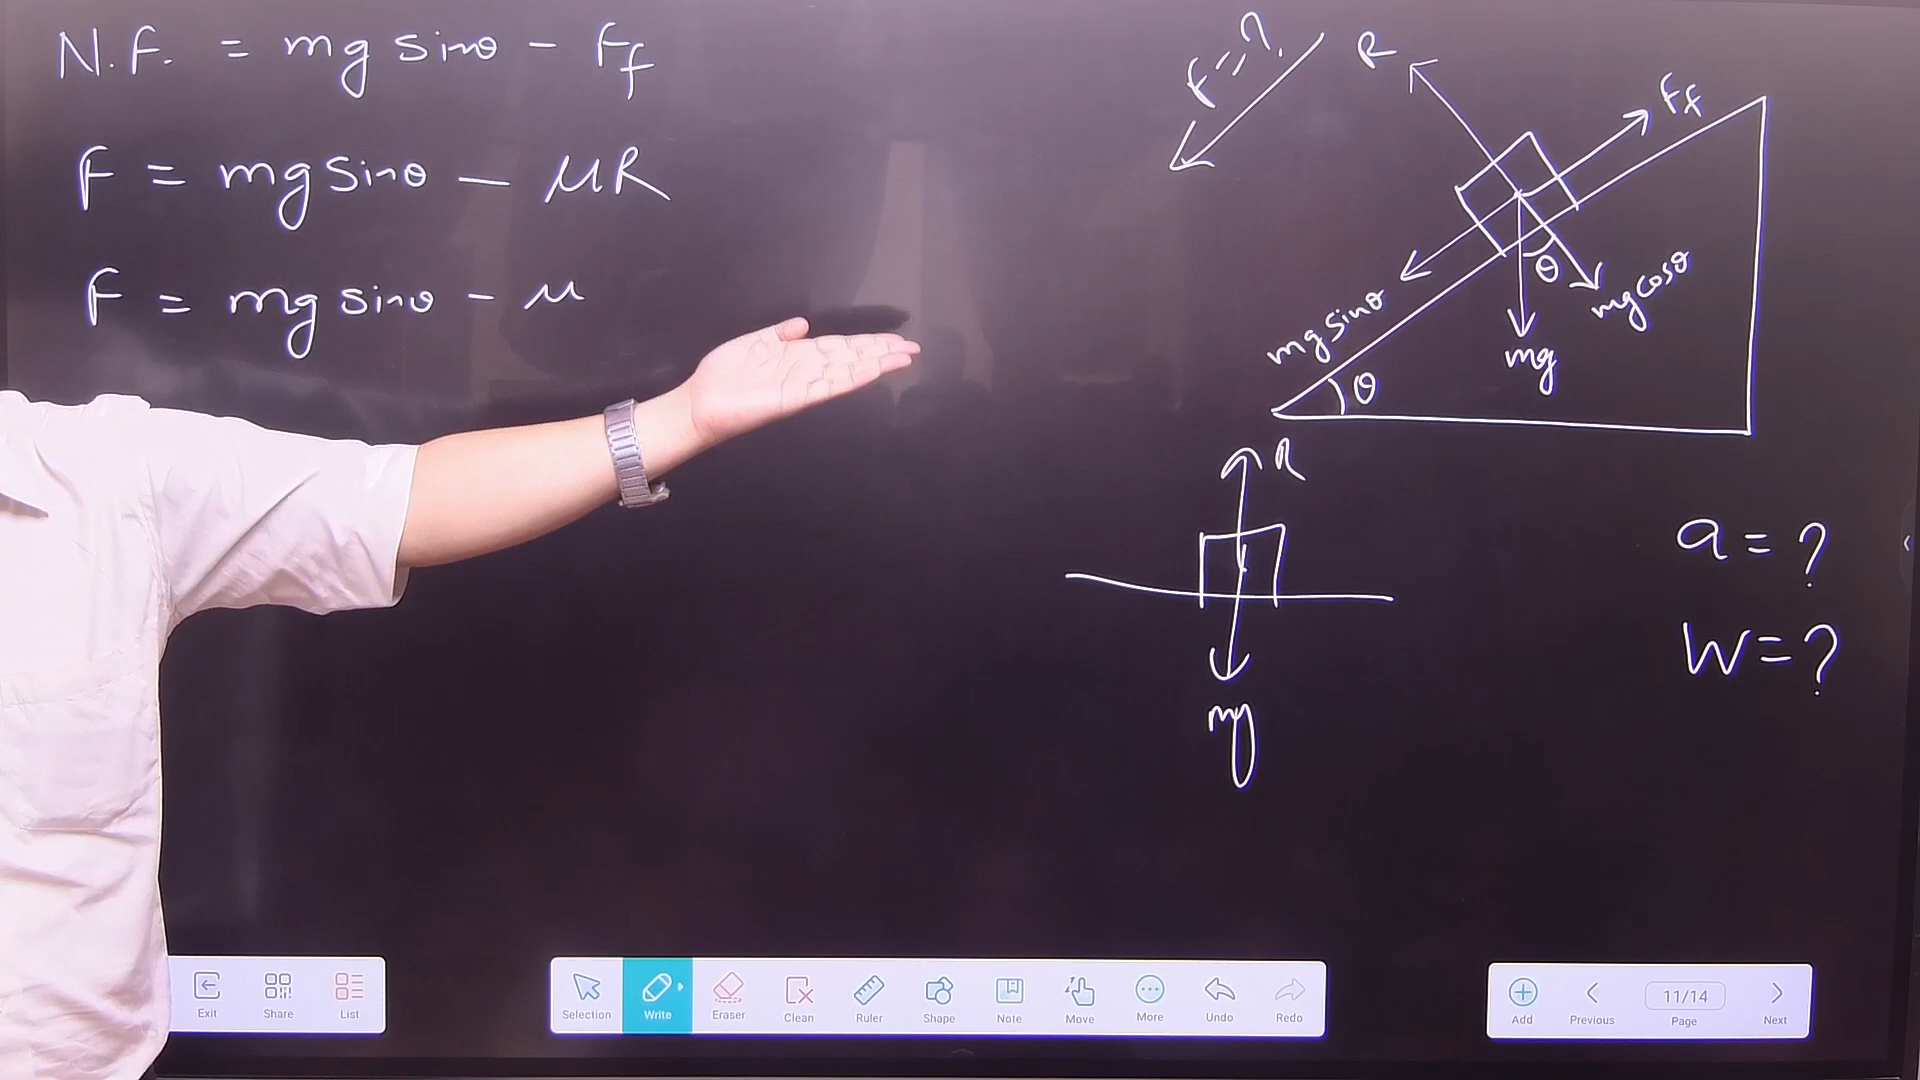 N.F. = mg sinθ - Ff
F = mg sinθ - μR
F = mg sinθ - μ
F = ?
R
Ff
mg sinθ
θ
mg cosθ
mg
θ
R
mg
a = ?
W = ?
Exit Share List
Selection Write Eraser Clean Ruler Shape Note Move More Undo Redo
Add Previous 11/14 Page Next